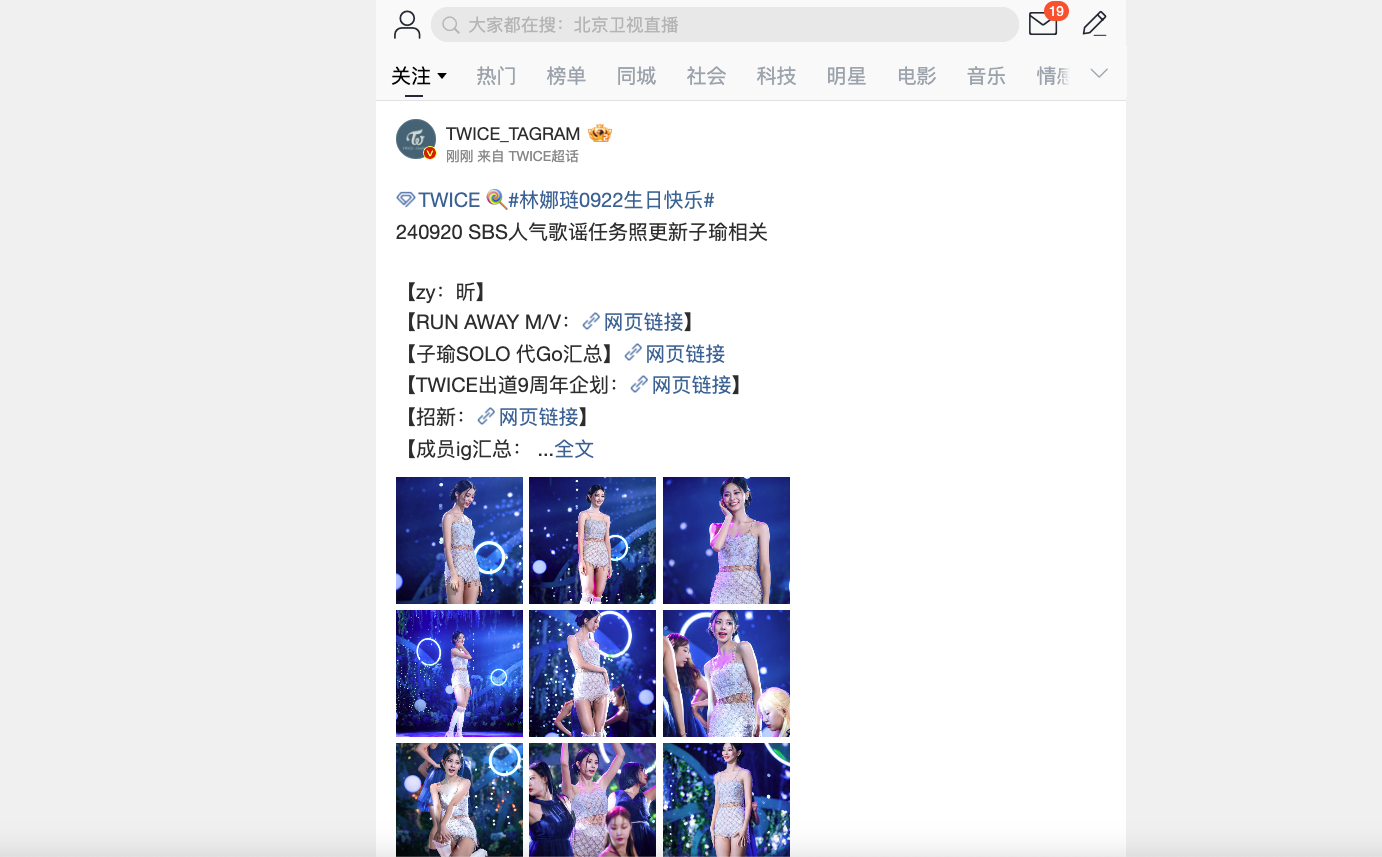 大家都在搜：北京卫视直播
19
关注 热门 榜单 同城 社会 科技 明星 电影 音乐 情感
TWICE_TAGRAM
刚刚 来自 TWICE超话
TWICE #林娜琏0922生日快乐#
240920 SBS人气歌谣任务照更新子瑜相关
【zy：昕】
【RUN AWAY M/V： 网页链接】
【子瑜SOLO 代Go汇总】 网页链接
【TWICE出道9周年企划： 网页链接】
【招新： 网页链接】
【成员ig汇总： ...全文